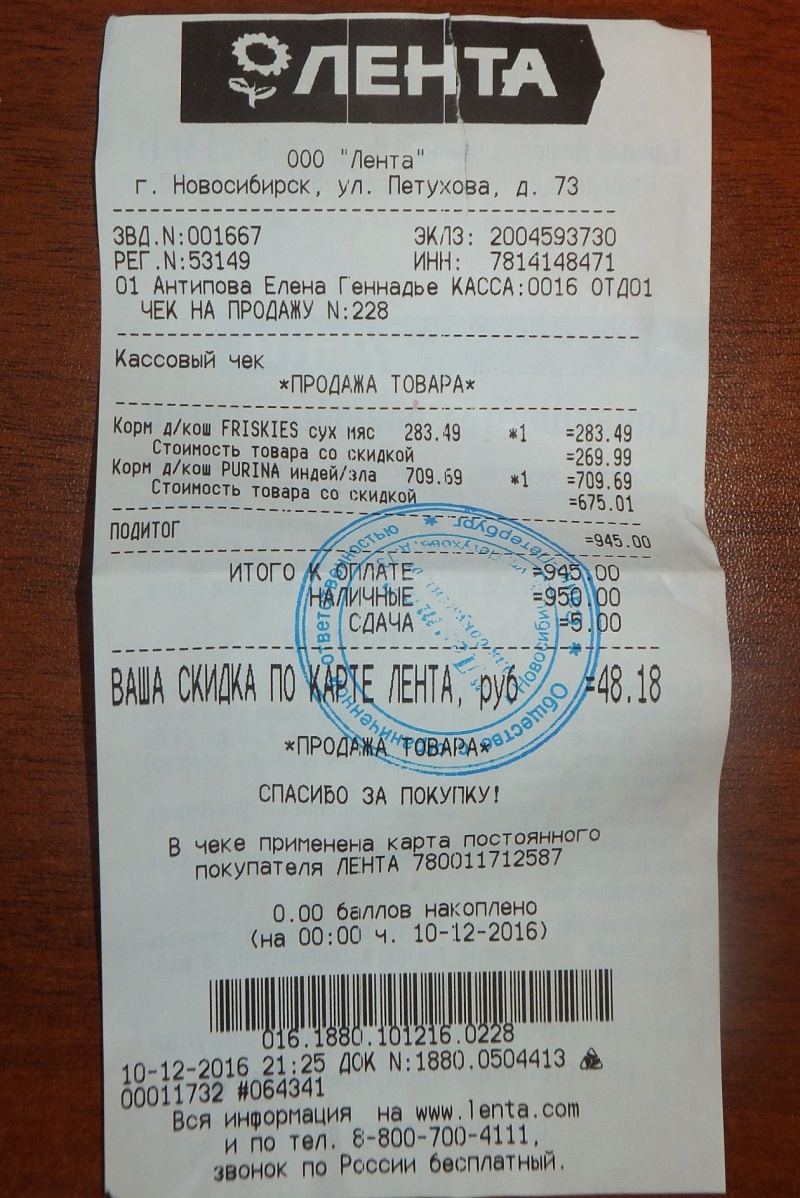 ЛЕНТА
ООО "Лента"
г. Новосибирск, ул. Петухова, д. 73
ЗВД.N:001667 ЭКЛЗ: 2004593730
РЕГ.N:53149 ИНН: 7814148471
01 Антипова Елена Геннадье КАССА:0016 ОТД01
ЧЕК НА ПРОДАЖУ N:228
Кассовый чек
*ПРОДАЖА ТОВАРА*
Корм д/кош FRISKIES сух мяс 283.49 *1 =283.49
Стоимость товара со скидкой =269.99
Корм д/кош PURINA индей/зла 709.69 *1 =709.69
Стоимость товара со скидкой =675.01
ПОДИТОГ =945.00
ИТОГО К ОПЛАТЕ =945.00
НАЛИЧНЫЕ =950.00
СДАЧА =5.00
ВАША СКИДКА ПО КАРТЕ ЛЕНТА, руб =48.18
*ПРОДАЖА ТОВАРА*
СПАСИБО ЗА ПОКУПКУ!
В чеке применена карта постоянного
покупателя ЛЕНТА 780011712587
0.00 баллов накоплено
(на 00:00 ч. 10-12-2016)
016.1880.101216.0228
10-12-2016 21:25 ДОК N:1880.0504413
00011732 #064341
Вся информация на www.lenta.com
и по тел. 8-800-700-4111,
звонок по России бесплатный.
Общество с ограниченной ответственностью